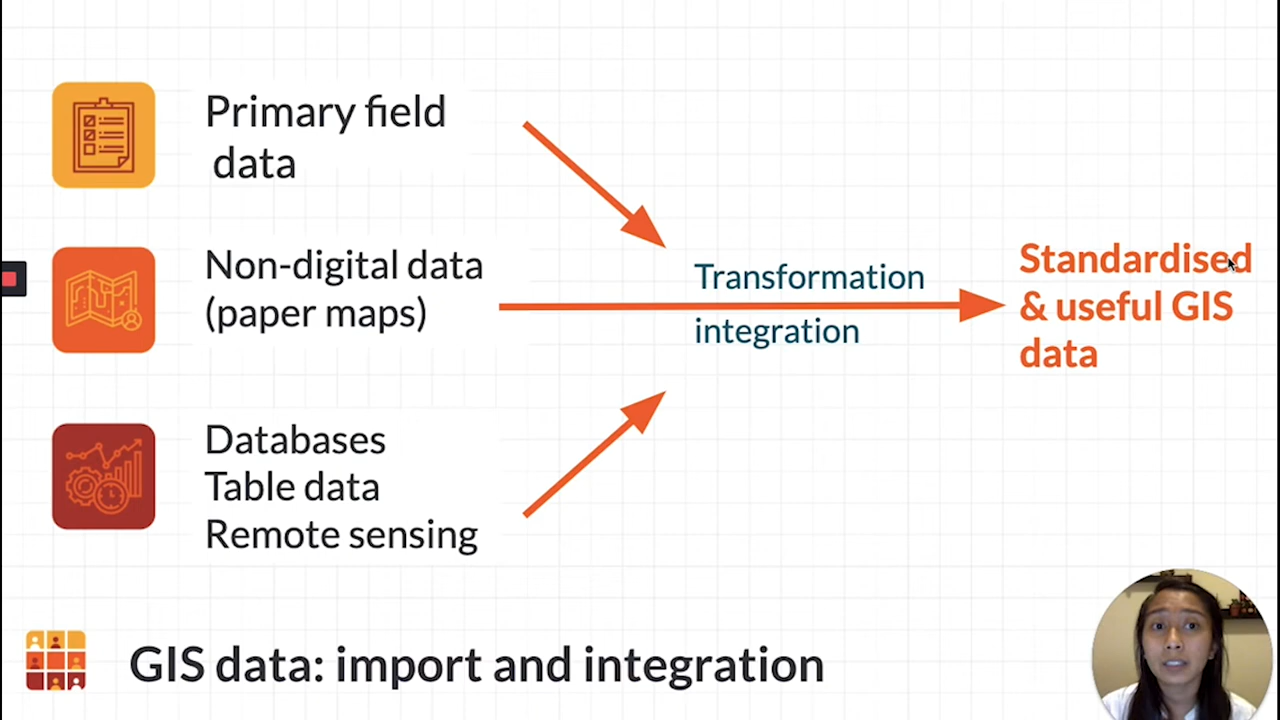 Primary field
data
Non-digital data
(paper maps)
Databases
Table data
Remote sensing
Transformation
integration
Standardised
& useful GIS
data
GIS data: import and integration